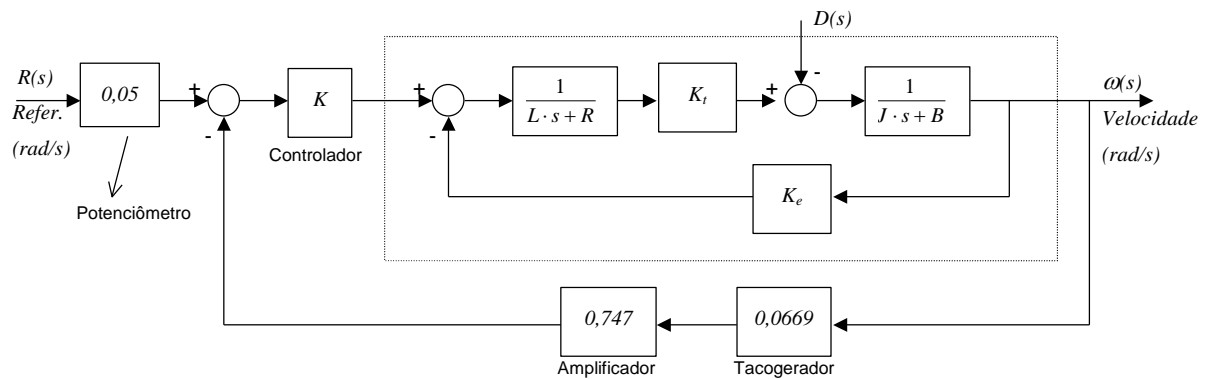 D(s)
R(s)
0,05
Refer.
(rad/s)
Potenciômetro
+
-
K
Controlador
+
-
1
L · s + R
K_t
+
-
1
J · s + B
K_e
ω(s)
Velocidade
(rad/s)
0,747
Amplificador
0,0669
Tacogerador